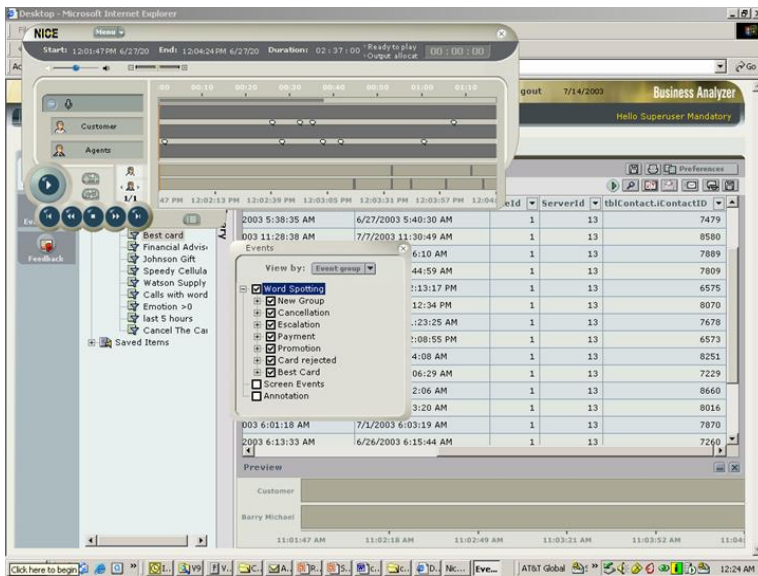 Desktop - Microsoft Internet Explorer
NICE
Menu
Start: 12:01:47PM 6/27/20 End: 12:04:24PM 6/27/20 Duration: 02:37:00 Ready to play
Output allocat
00:00:00
Go
:00 00:10 00:20 00:30 00:40 00:50 01:00 01:10
Customer
Agents
gout 7/14/2003 Business Analyzer
Hello Superuser Mandatory
Preferences
1/1
47 PM 12:02:13 PM 12:02:39 PM 12:03:05 PM 12:03:31 PM 12:03:57 PM 12:04:
eId ServerId tblContact.iContactID
2003 5:38:35 AM 6/27/2003 5:40:30 AM 1 13 7479
003 11:28:38 AM 7/7/2003 11:30:49 AM 1 13 8580
6:10 AM 1 13 7889
44:59 AM 1 13 7809
2:13:17 PM 1 13 6575
12:34 PM 1 13 8070
1:23:25 AM 1 13 7678
2:08:55 PM 1 13 6573
4:08 AM 1 13 8251
06:29 AM 1 13 7229
2:06 AM 1 13 8660
3:20 AM 1 13 8016
003 6:01:18 AM 7/1/2003 6:03:19 AM 1 13 7870
2003 6:13:33 AM 6/26/2003 6:15:44 AM 1 13 7260
Feedback
Best card
Financial Advis
Johnson Gift
Speedy Cellula
Watson Supply
Calls with word
Emotion >0
last 5 hours
Cancel The Car
Saved Items
Events
View by: Event group
Word Spotting
New Group
Cancellation
Escalation
Payment
Promotion
Card rejected
Best Card
Screen Events
Annotation
Preview
Customer
Barry Michael
11:01:47 AM 11:02:18 AM 11:02:49 AM 11:03:21 AM 11:03:52 AM 11:04:
Click here to begin
Nic... Eve... AT&T Global 12:24 AM